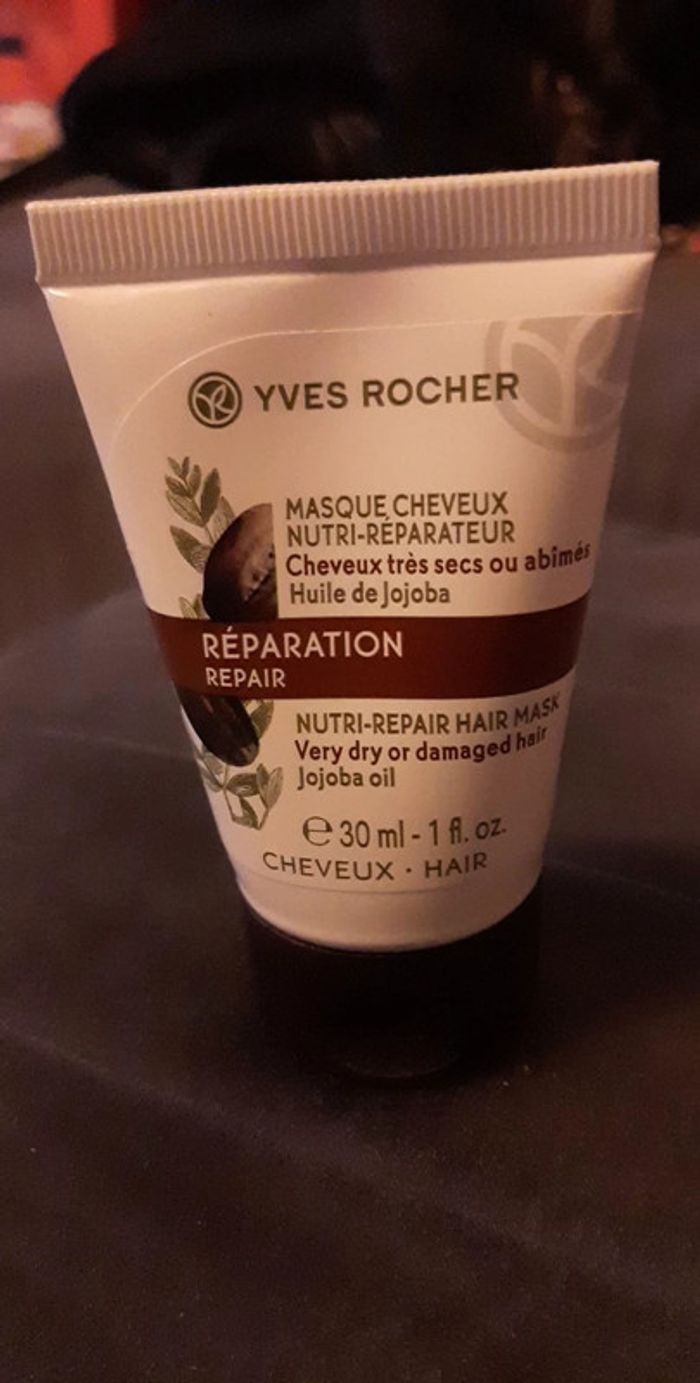 YVES ROCHER
MASQUE CHEVEUX
NUTRI-RÉPARATEUR
Cheveux très secs ou abîmés
Huile de Jojoba
RÉPARATION
REPAIR
NUTRI-REPAIR HAIR MASK
Very dry or damaged hair
Jojoba oil
℮ 30 ml - 1 fl. oz.
CHEVEUX · HAIR